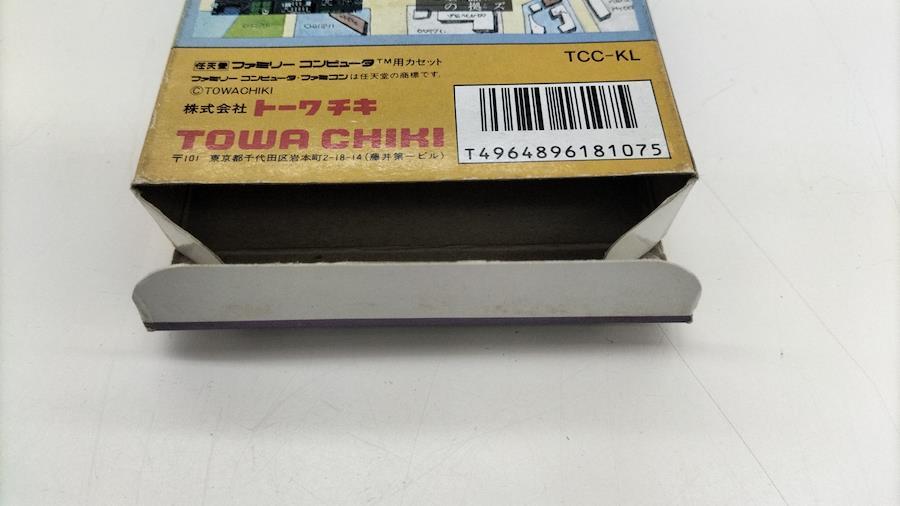 の拠ズ
TCC-KL
任天堂 ファミリー コンピュータ™用カセット
ファミリー コンピュータ・ファミコンは任天堂の商標です.
©TOWACHIKI
株式会社 トーワチキ
TOWA CHIKI
〒101 東京都千代田区岩本町2-18-14(藤井第一ビル)
T4964896181075